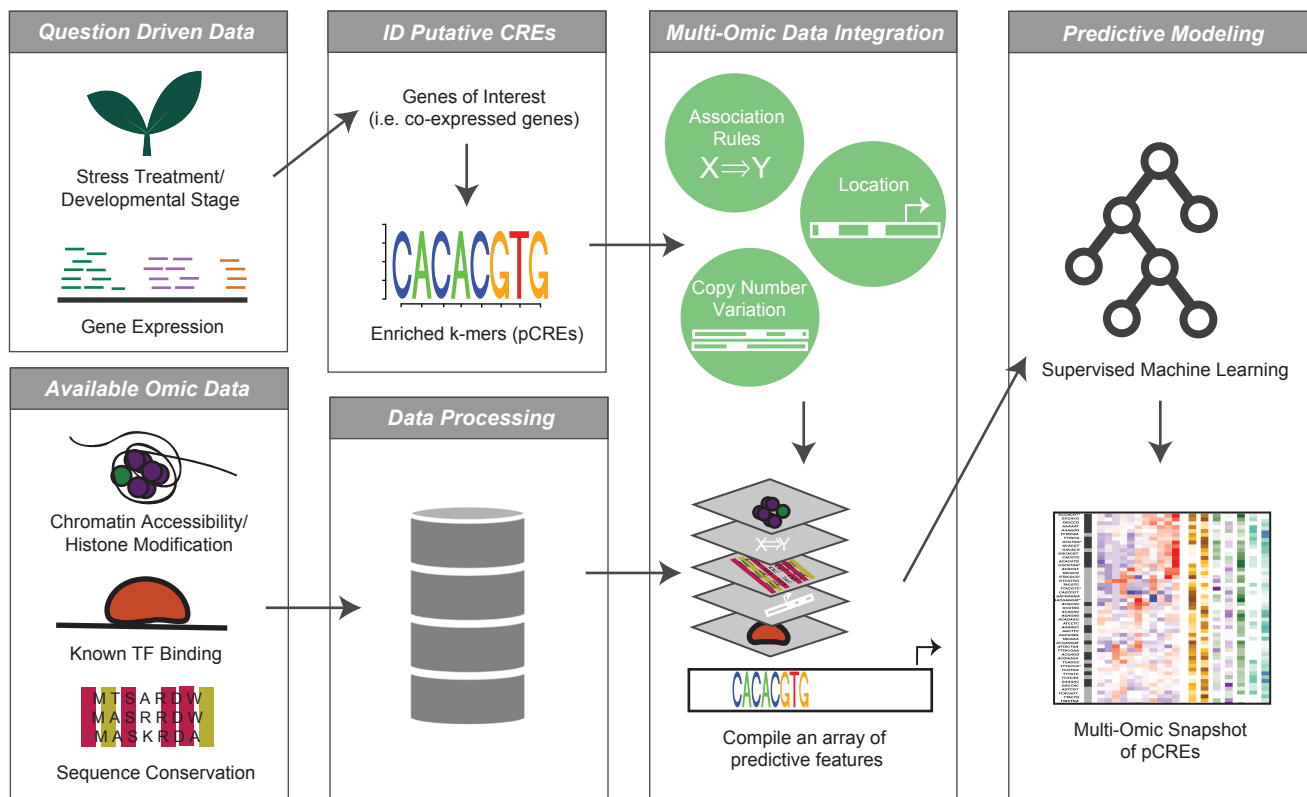 Question Driven Data
Stress Treatment/
Developmental Stage
Gene Expression
ID Putative CREs
Genes of Interest
(i.e. co-expressed genes)
CACACGTG
Enriched k-mers (pCREs)
Multi-Omic Data Integration
Association
Rules
X⇒Y
Location
Copy Number
Variation
X⇒Y
CACACGTG
Compile an array of
predictive features
Predictive Modeling
Supervised Machine Learning
Multi-Omic Snapshot
of pCREs
Available Omic Data
Chromatin Accessibility/
Histone Modification
Known TF Binding
MTSARDW
MASRRDW
MASKRDA
Sequence Conservation
Data Processing